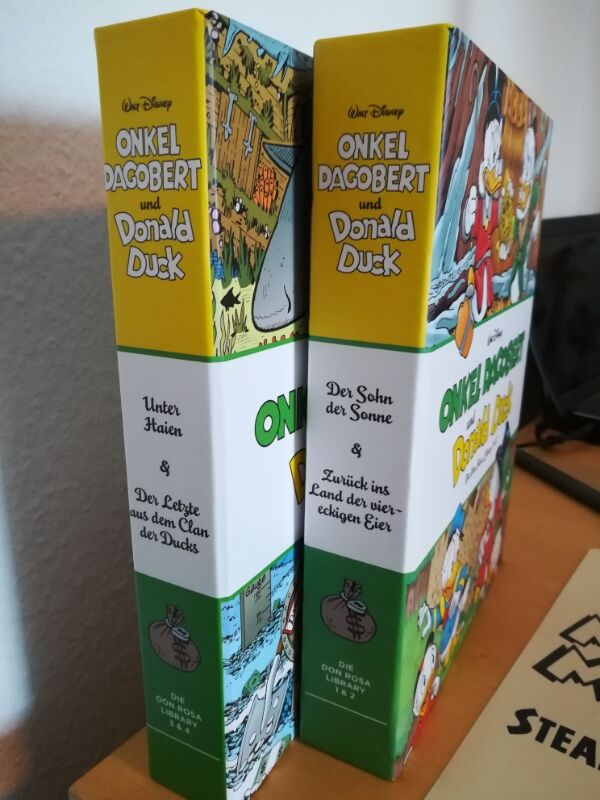 Walt Disney
ONKEL
DAGOBERT
und
Donald
Duck
Unter
Haien
&
Der Letzte
aus dem Clan
der Ducks
DIE
DON ROSA
LIBRARY
3 & 4
Walt Disney
ONKEL
DAGOBERT
und
Donald
Duck
Der Sohn
der Sonne
&
Zurück ins
Land der vier-
eckigen Eier
DIE
DON ROSA
LIBRARY
1 & 2
Walt Disney
ONKEL DAGOBERT
und
Donald Duck